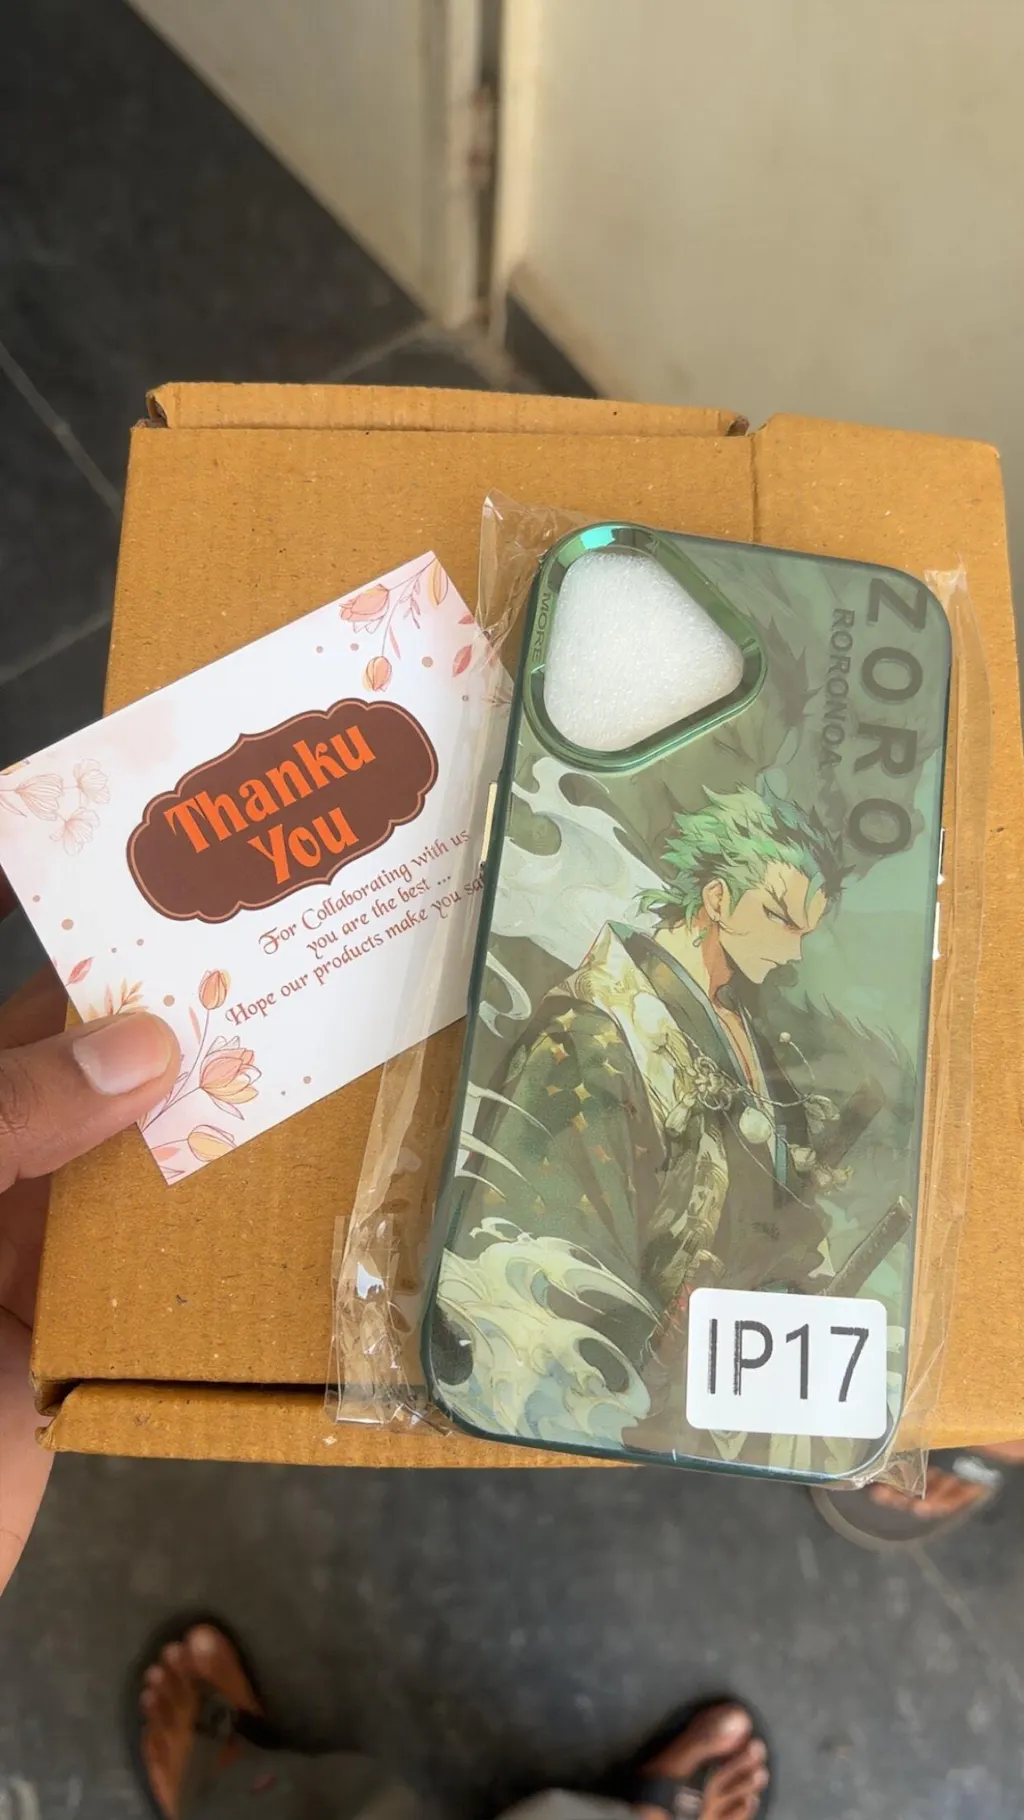 Thanku
You
For Collaborating with us
you are the best ...
Hope our products make you
MORE
ZORO
RORONOA
IP17